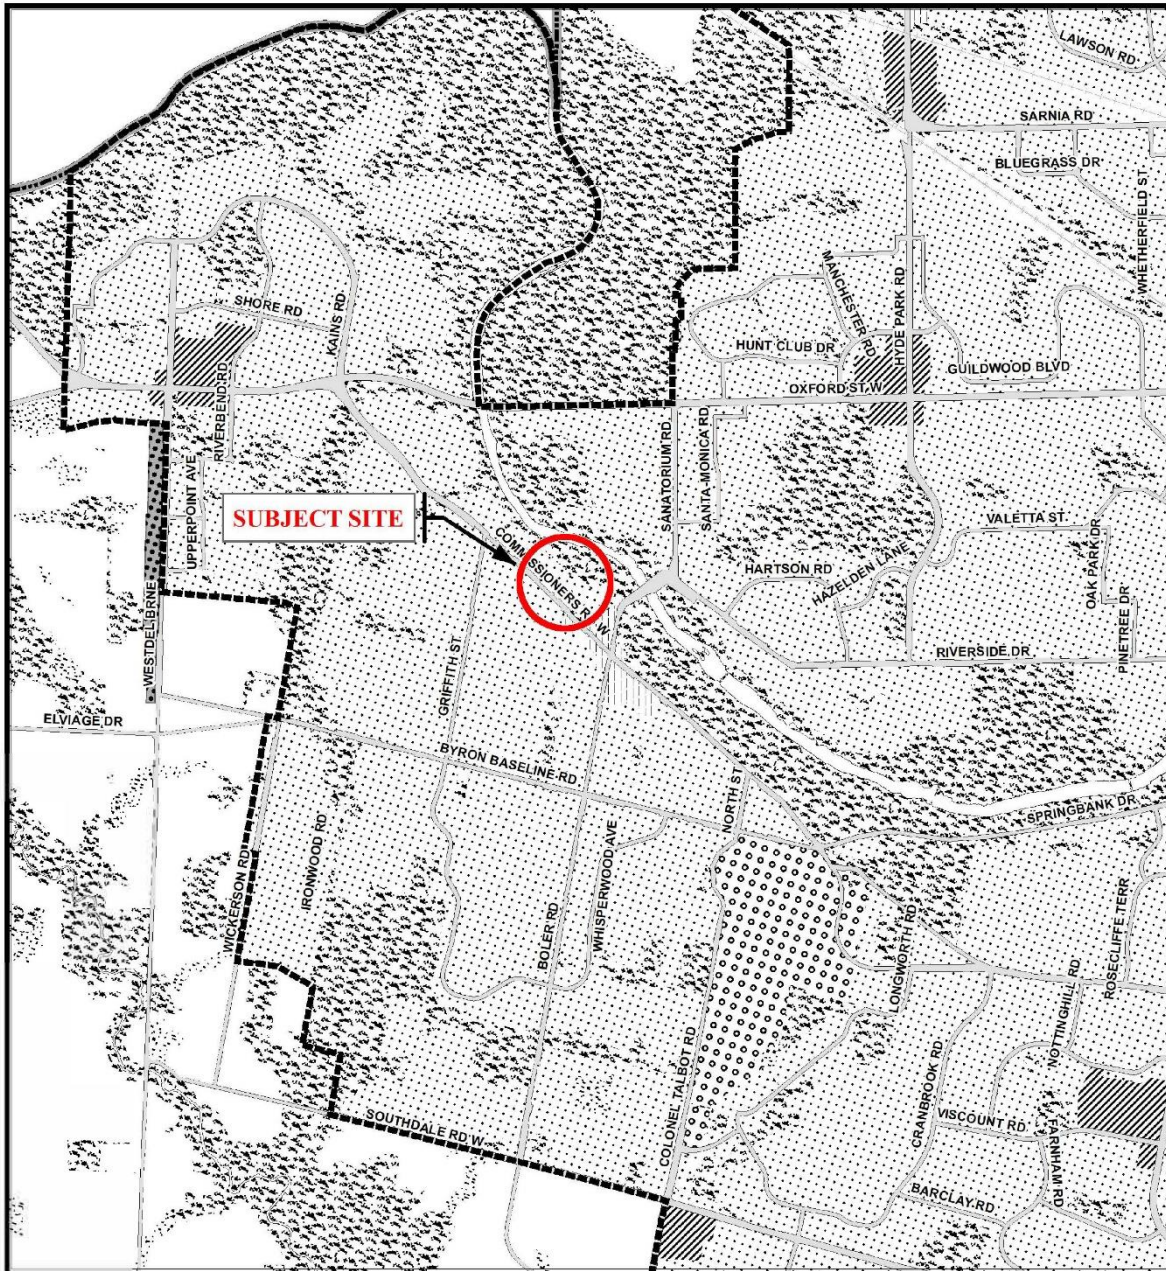 LAWSON RD
SARNIA RD
BLUEGRASS DR
WHETHERFIELD ST
MANCHESTER RD
HYDE PARK RD
SHORE RD
KAINS RD
HUNT CLUB DR
GUILDWOOD BLVD
OXFORD ST W
RIVERBEND RD
SANATORIUM RD
SANTA-MONICA RD
UPPERPOINT AVE
SUBJECT SITE
COMMISSIONERS RD W
VALETTA ST
OAK PARK DR
HARTSON RD
HAZELDEN LANE
PINETREE DR
WESTDEL BRNE
GRIFFITH ST
RIVERSIDE DR
ELVIAGE DR
BYRON BASELINE RD
NORTH ST
SPRINGBANK DR
IRONWOOD RD
WHISPERWOOD AVE
WICKERSON RD
BOLER RD
LONGWORTH RD
ROSECLIFFE TERR
NOTTINGHILL RD
COLONEL TALBOT RD
CRANBROOK RD
SOUTHDALE RD W
VISCOUNT RD
FARNHAM RD
BARCLAY RD